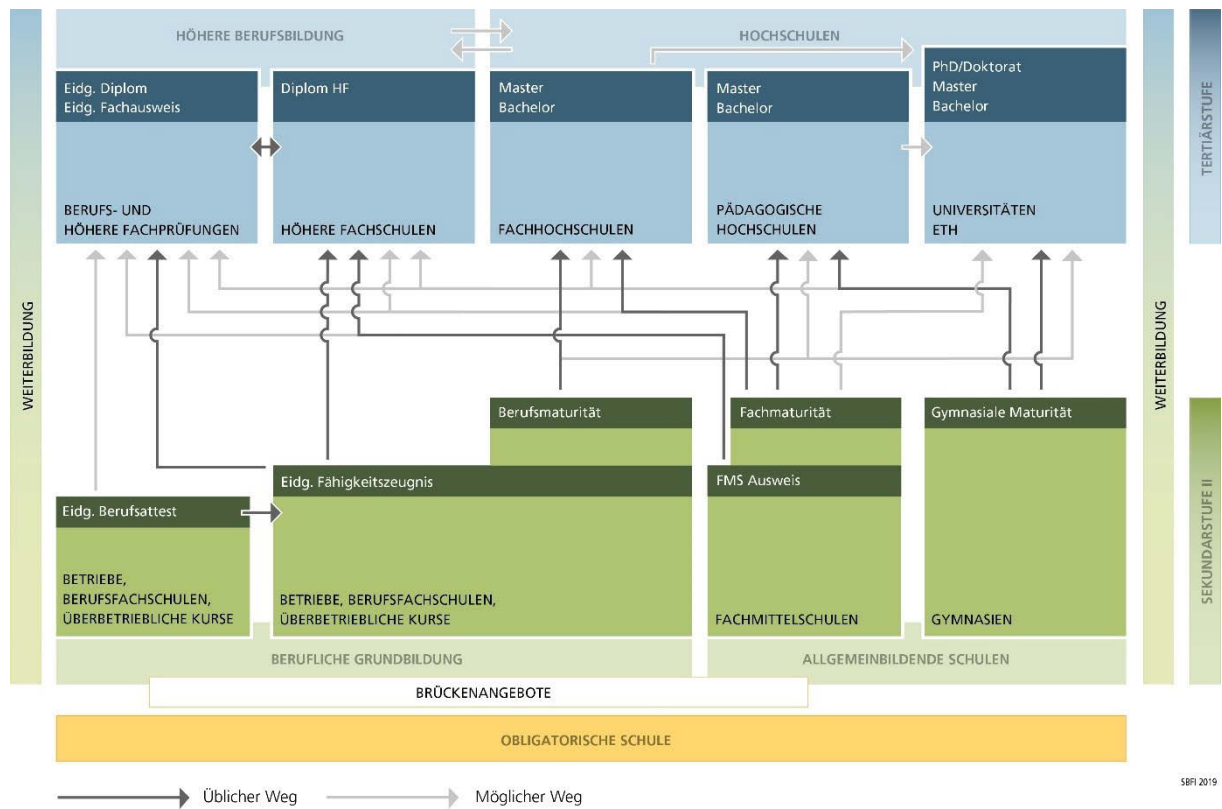 HÖHERE BERUFSBILDUNG
HOCHSCHULEN
Eidg. Diplom
Eidg. Fachausweis
Diplom HF
Master
Bachelor
Master
Bachelor
PhD/Doktorat
Master
Bachelor
BERUFS- UND
HÖHERE FACHPRÜFUNGEN
HÖHERE FACHSCHULEN
FACHHOCHSCHULEN
PÄDAGOGISCHE
HOCHSCHULEN
UNIVERSITÄTEN
ETH
TERTIÄRSTUFE
WEITERBILDUNG
WEITERBILDUNG
Berufsmaturität
Fachmaturität
Gymnasiale Maturität
Eidg. Fähigkeitszeugnis
FMS Ausweis
Eidg. Berufsattest
SEKUNDARSTUFE II
BETRIEBE,
BERUFSFACHSCHULEN,
ÜBERBETRIEBLICHE KURSE
BETRIEBE, BERUFSFACHSCHULEN,
ÜBERBETRIEBLICHE KURSE
FACHMITTELSCHULEN
GYMNASIEN
BERUFLICHE GRUNDBILDUNG
ALLGEMEINBILDENDE SCHULEN
BRÜCKENANGEBOTE
OBLIGATORISCHE SCHULE
Üblicher Weg
Möglicher Weg
SBFI 2019